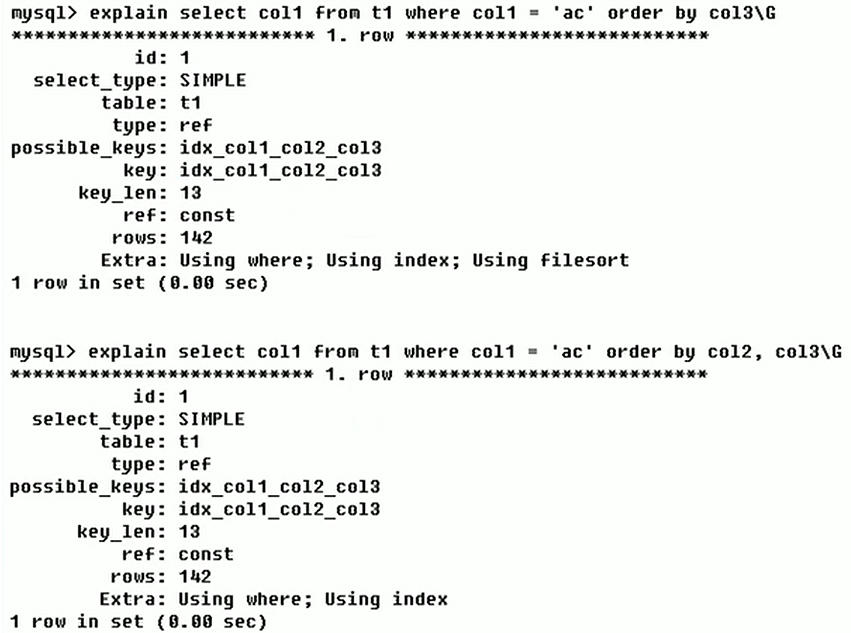 mysql> explain select col1 from t1 where col1 = 'ac' order by col3\G
*************************** 1. row ***************************
id: 1
select_type: SIMPLE
table: t1
type: ref
possible_keys: idx_col1_col2_col3
key: idx_col1_col2_col3
key_len: 13
ref: const
rows: 142
Extra: Using where; Using index; Using filesort
1 row in set (0.00 sec)
mysql> explain select col1 from t1 where col1 = 'ac' order by col2, col3\G
*************************** 1. row ***************************
id: 1
select_type: SIMPLE
table: t1
type: ref
possible_keys: idx_col1_col2_col3
key: idx_col1_col2_col3
key_len: 13
ref: const
rows: 142
Extra: Using where; Using index
1 row in set (0.00 sec)